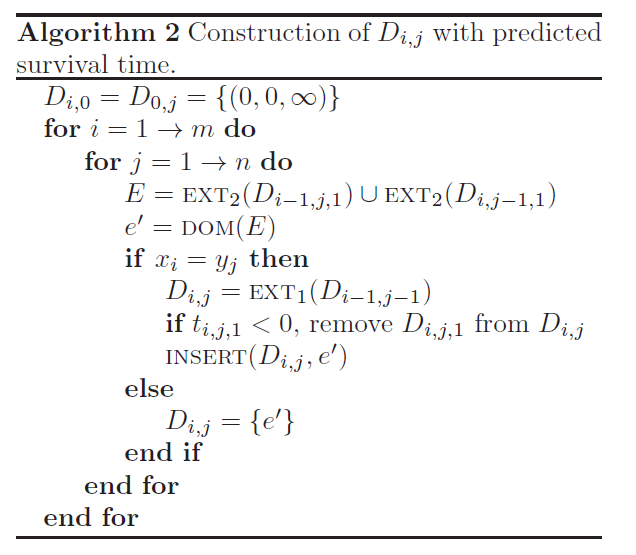 Algorithm 2 Construction of D_{i,j} with predicted
survival time.
D_{i,0} = D_{0,j} = {(0, 0, ∞)}
for i = 1 → m do
for j = 1 → n do
E = EXT_2(D_{i−1,j,1}) ∪ EXT_2(D_{i,j−1,1})
e′ = DOM(E)
if x_i = y_j then
D_{i,j} = EXT_1(D_{i−1,j−1})
if t_{i,j,1} < 0, remove D_{i,j,1} from D_{i,j}
INSERT(D_{i,j}, e′)
else
D_{i,j} = {e′}
end if
end for
end for